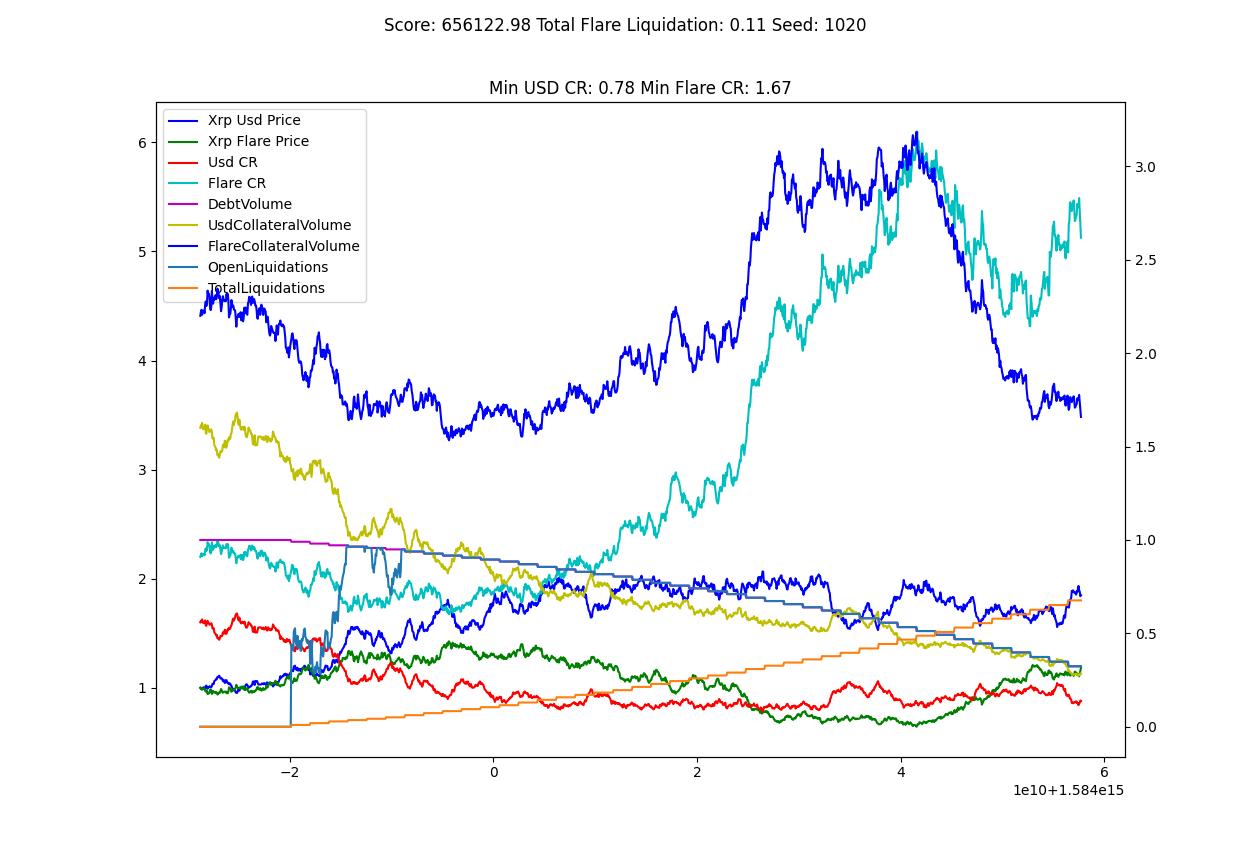 Score: 656122.98 Total Flare Liquidation: 0.11 Seed: 1020
Min USD CR: 0.78 Min Flare CR: 1.67
Xrp Usd Price
Xrp Flare Price
Usd CR
Flare CR
DebtVolume
UsdCollateralVolume
FlareCollateralVolume
OpenLiquidations
TotalLiquidations
6
5
4
3
2
1
3.0
2.5
2.0
1.5
1.0
0.5
0.0
−2
0
2
4
6
1e10+1.584e15